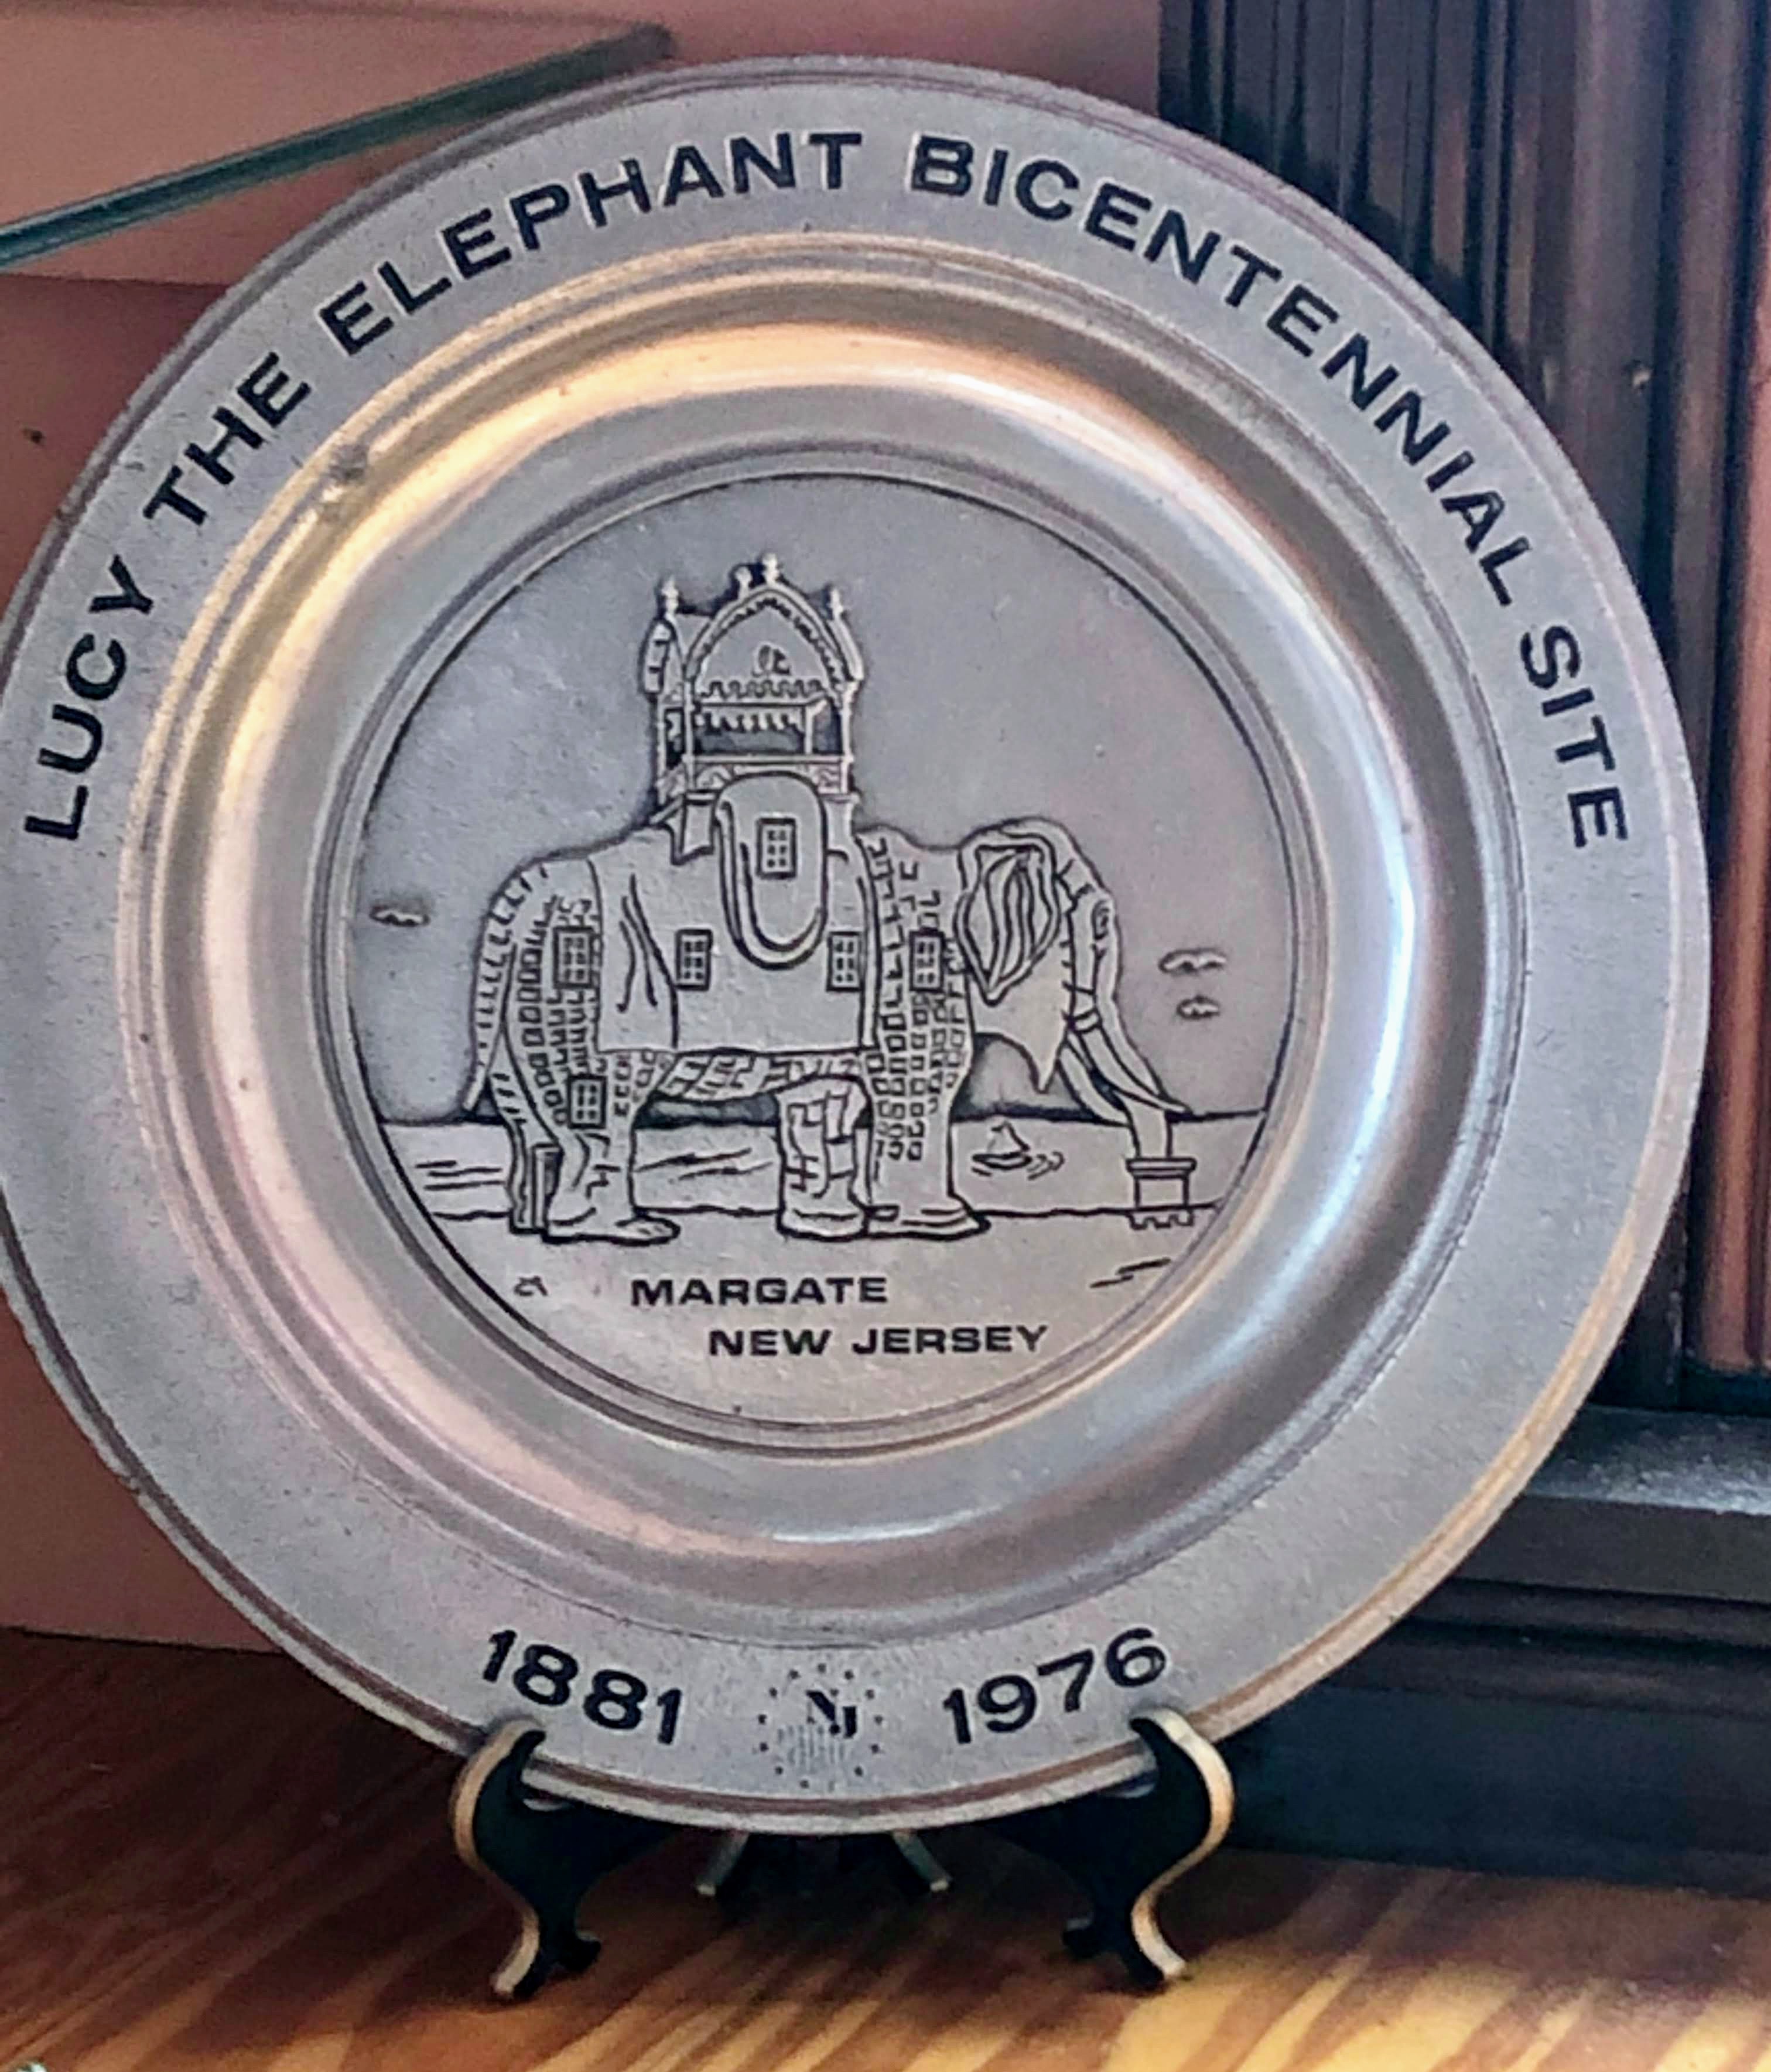 LUCY THE ELEPHANT BICENTENNIAL SITE
MARGATE
NEW JERSEY
1881 NJ 1976